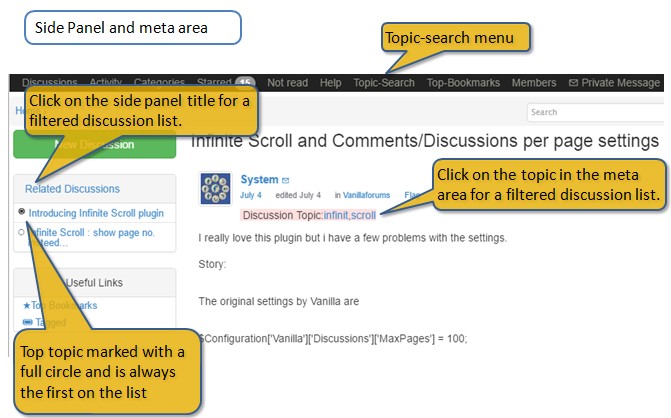 Side Panel and meta area
Topic-search menu
Discussions Activity Categories Starred 15 Not read Help Topic-Search Top-Bookmarks Members Private Message
Click on the side panel title for a
filtered discussion list.
Search
New Discussion
Infinite Scroll and Comments/Discussions per page settings
Related Discussions
Introducing Infinite Scroll plugin
Infinite Scroll : show page no.
instead...
Useful Links
Top Bookmarks
Tagged
Top topic marked with a
full circle and is always
the first on the list
System
July 4 edited July 4 in Vanillaforums Flag
Click on the topic in the meta
area for a filtered discussion list.
Discussion Topic:infinit,scroll
I really love this plugin but i have a few problems with the settings.
Story:
The original settings by Vanilla are
$Configuration['Vanilla']['Discussions']['MaxPages'] = 100;